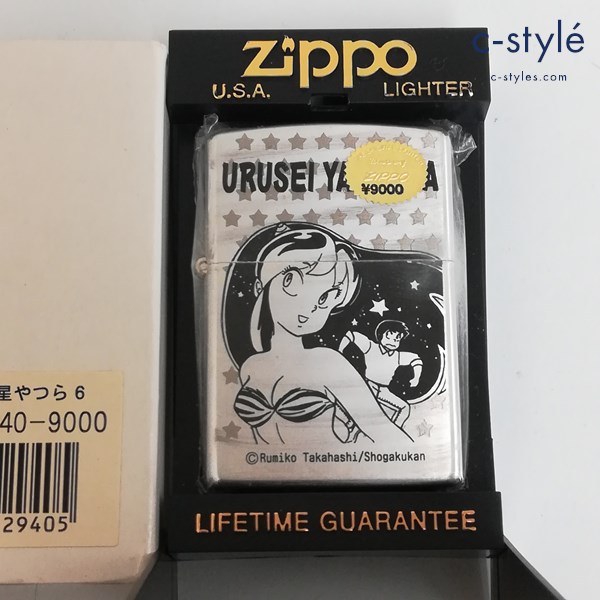 c-stylé
c-styles.com
zippo
U.S.A. LIGHTER
URUSEI YA A
ZIPPO
¥9000
©Rumiko Takahashi/Shogakukan
LIFETIME GUARANTEE
星やつら 6
40-9000
29405